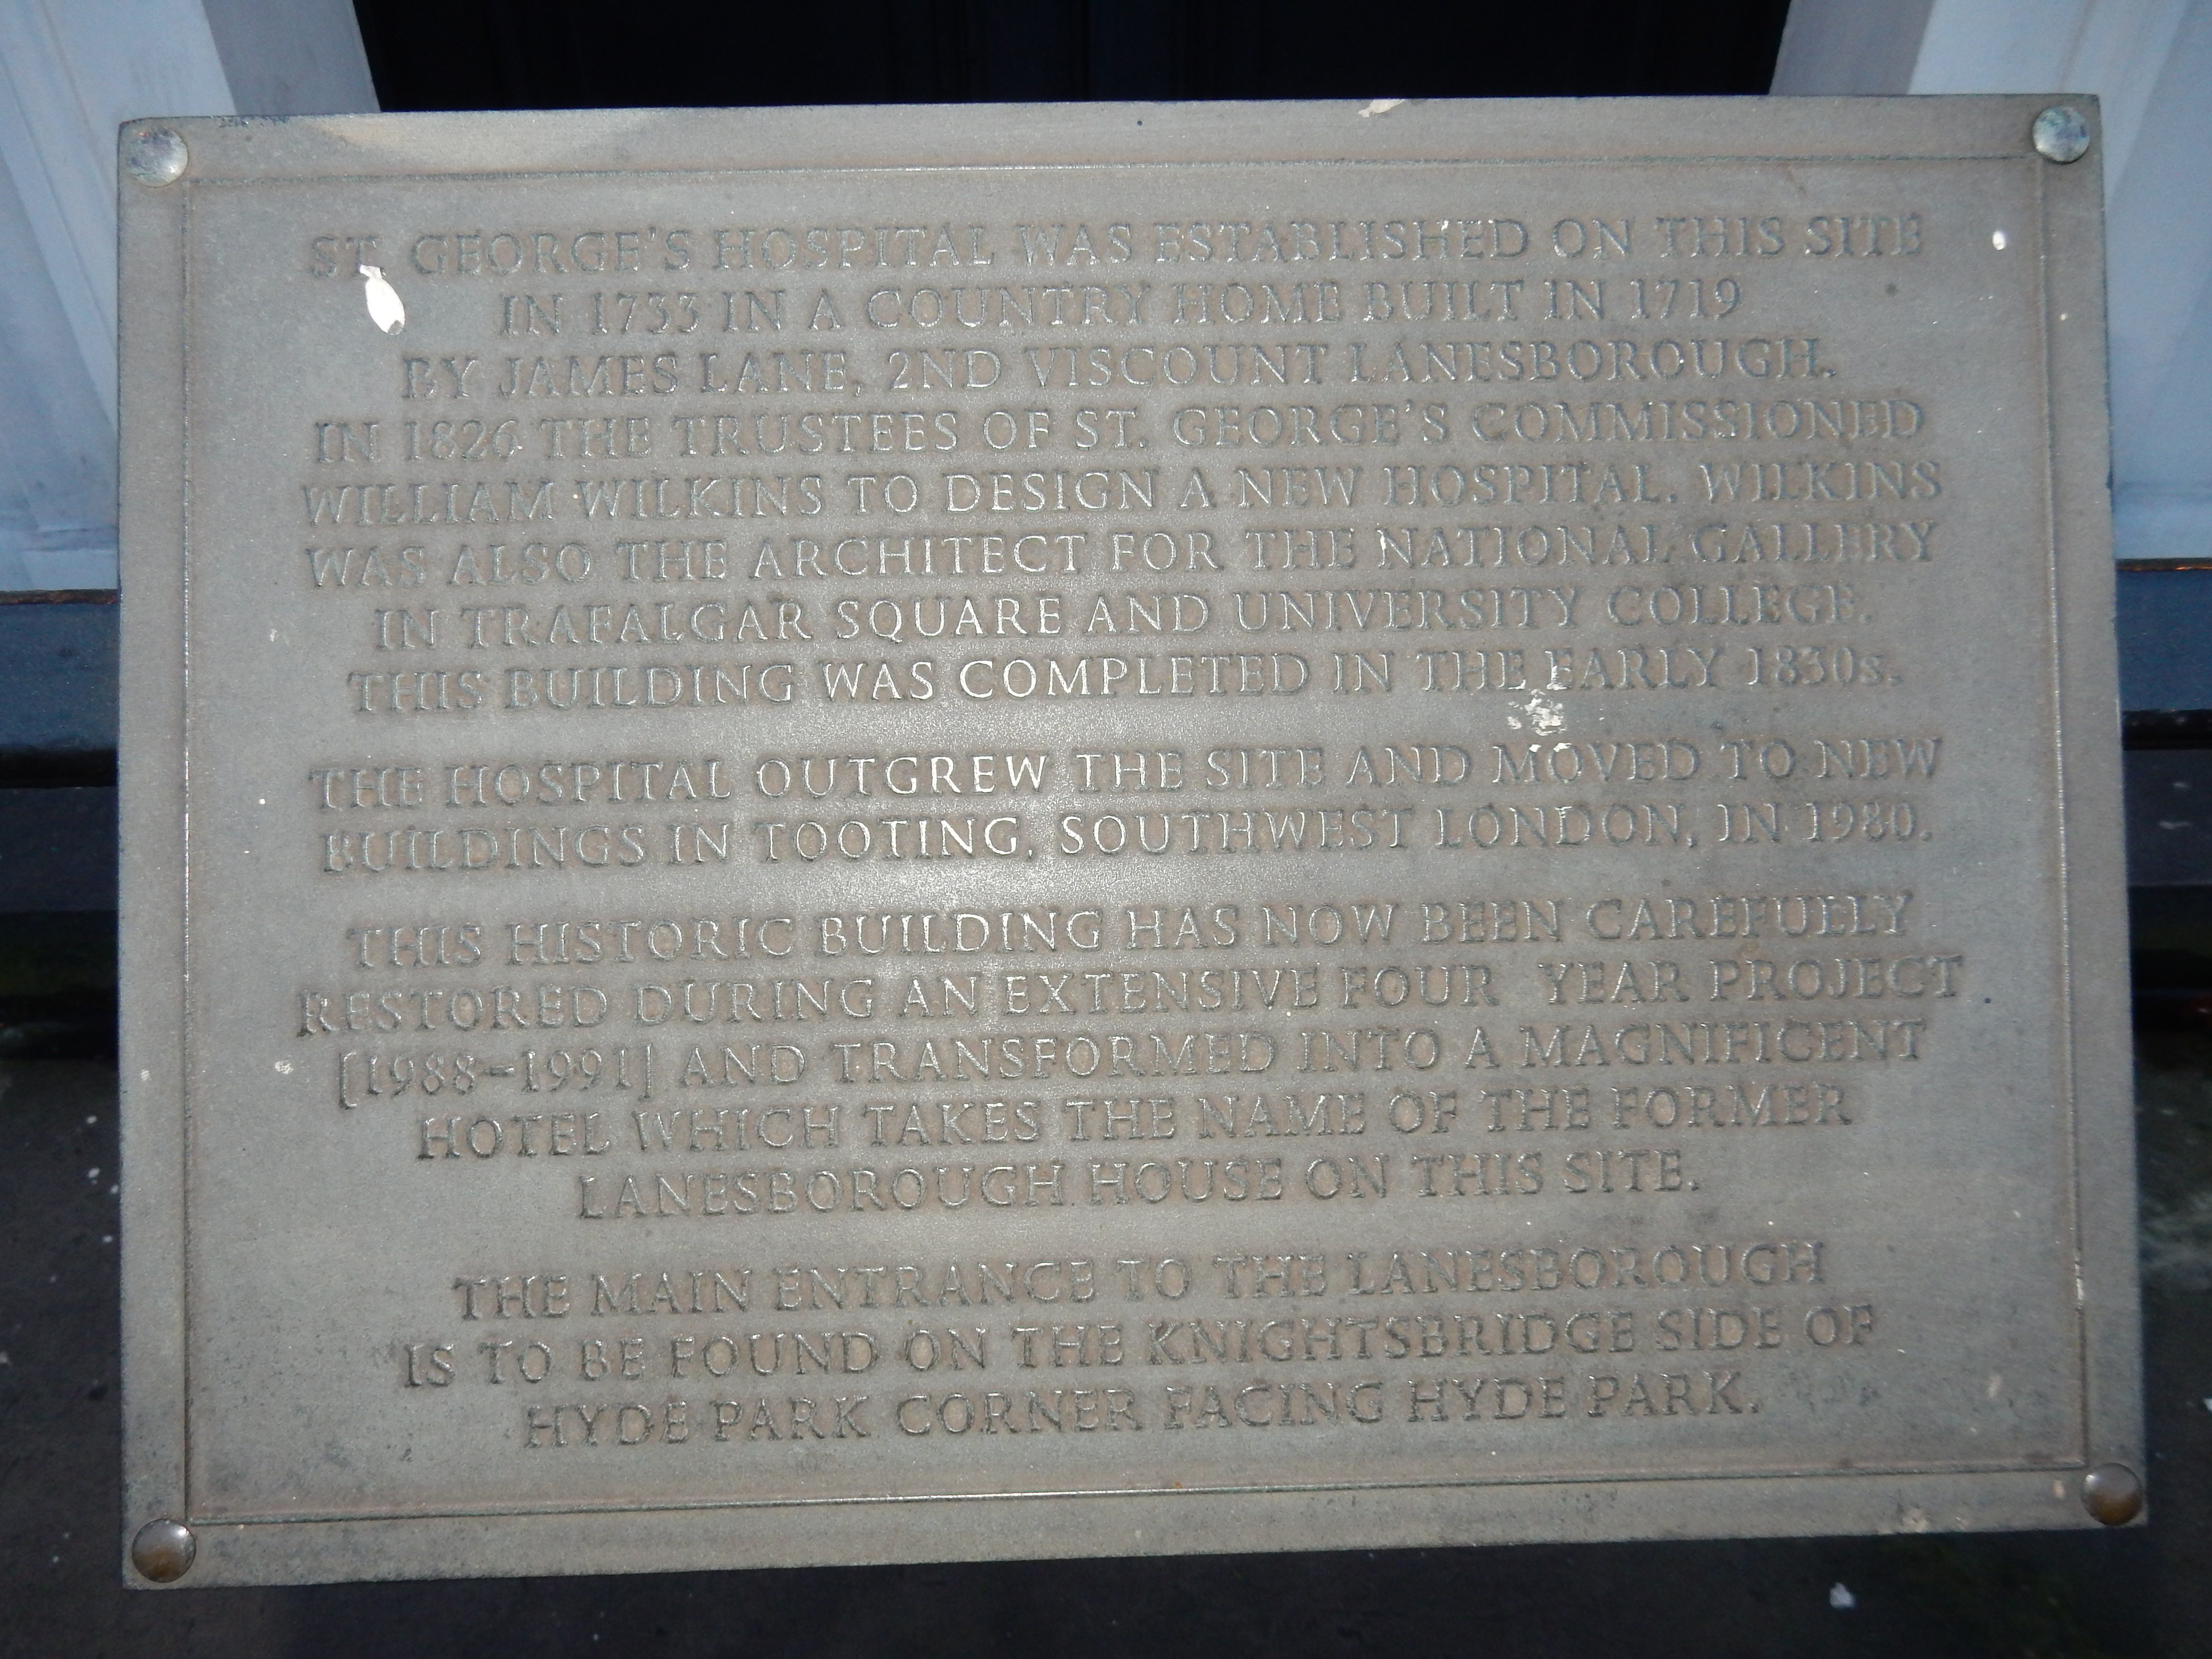 ST. GEORGE'S HOSPITAL WAS ESTABLISHED ON THIS SITE
IN 1733 IN A COUNTRY HOME BUILT IN 1719
BY JAMES LANE, 2ND VISCOUNT LANESBOROUGH.
IN 1826 THE TRUSTEES OF ST. GEORGE'S COMMISSIONED
WILLIAM WILKINS TO DESIGN A NEW HOSPITAL. WILKINS
WAS ALSO THE ARCHITECT FOR THE NATIONAL GALLERY
IN TRAFALGAR SQUARE AND UNIVERSITY COLLEGE.
THIS BUILDING WAS COMPLETED IN THE EARLY 1830s.
THE HOSPITAL OUTGREW THE SITE AND MOVED TO NEW
BUILDINGS IN TOOTING, SOUTHWEST LONDON, IN 1980.
THIS HISTORIC BUILDING HAS NOW BEEN CAREFULLY
RESTORED DURING AN EXTENSIVE FOUR YEAR PROJECT
[1988-1991] AND TRANSFORMED INTO A MAGNIFICENT
HOTEL WHICH TAKES THE NAME OF THE FORMER
LANESBOROUGH HOUSE ON THIS SITE.
THE MAIN ENTRANCE TO THE LANESBOROUGH
IS TO BE FOUND ON THE KNIGHTSBRIDGE SIDE OF
HYDE PARK CORNER FACING HYDE PARK.